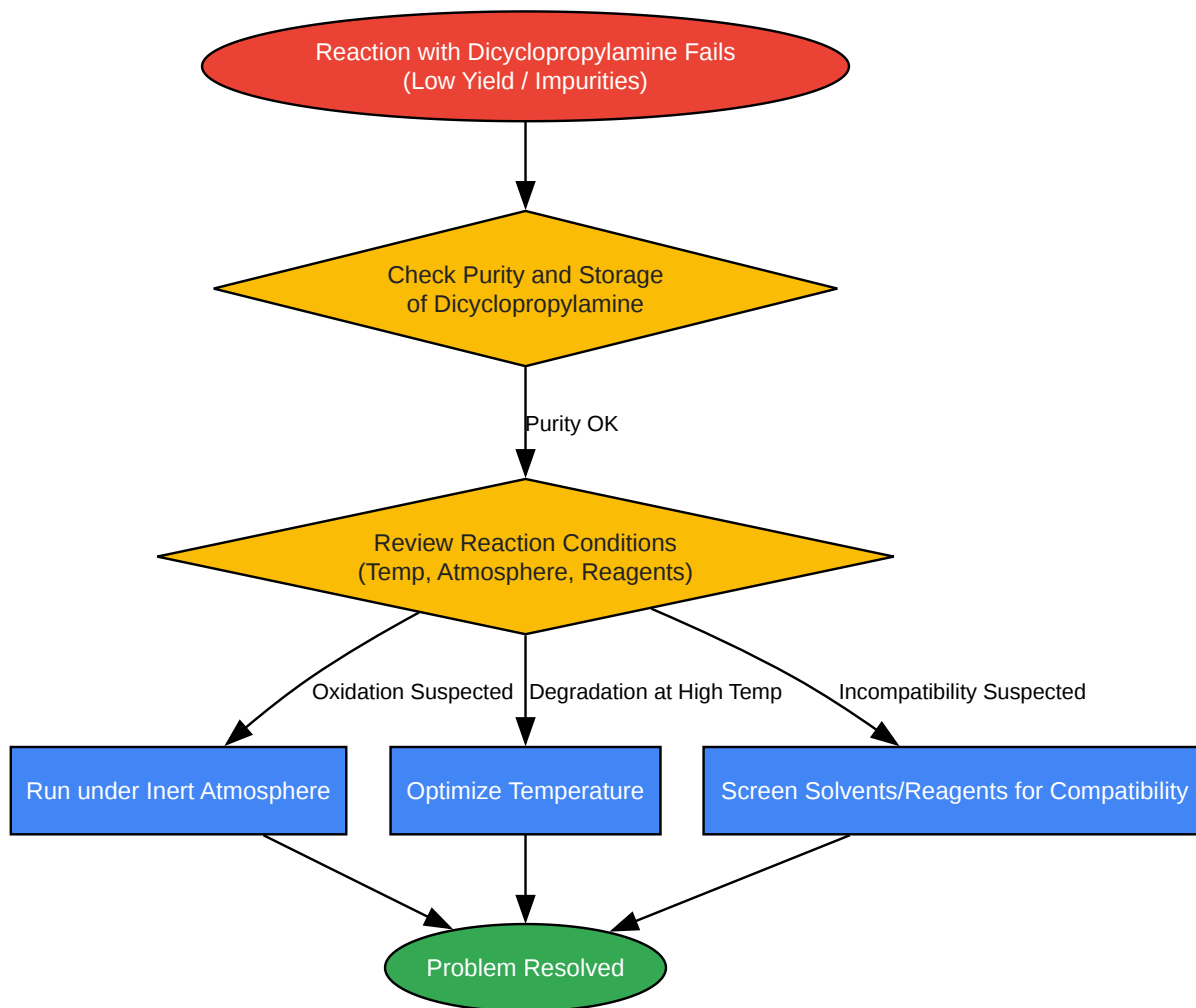 Reaction with Dicyclopropylamine Fails
(Low Yield / Impurities)
Check Purity and Storage
of Dicyclopropylamine
Purity OK
Review Reaction Conditions
(Temp, Atmosphere, Reagents)
Oxidation Suspected
Degradation at High Temp
Incompatibility Suspected
Run under Inert Atmosphere
Optimize Temperature
Screen Solvents/Reagents for Compatibility
Problem Resolved